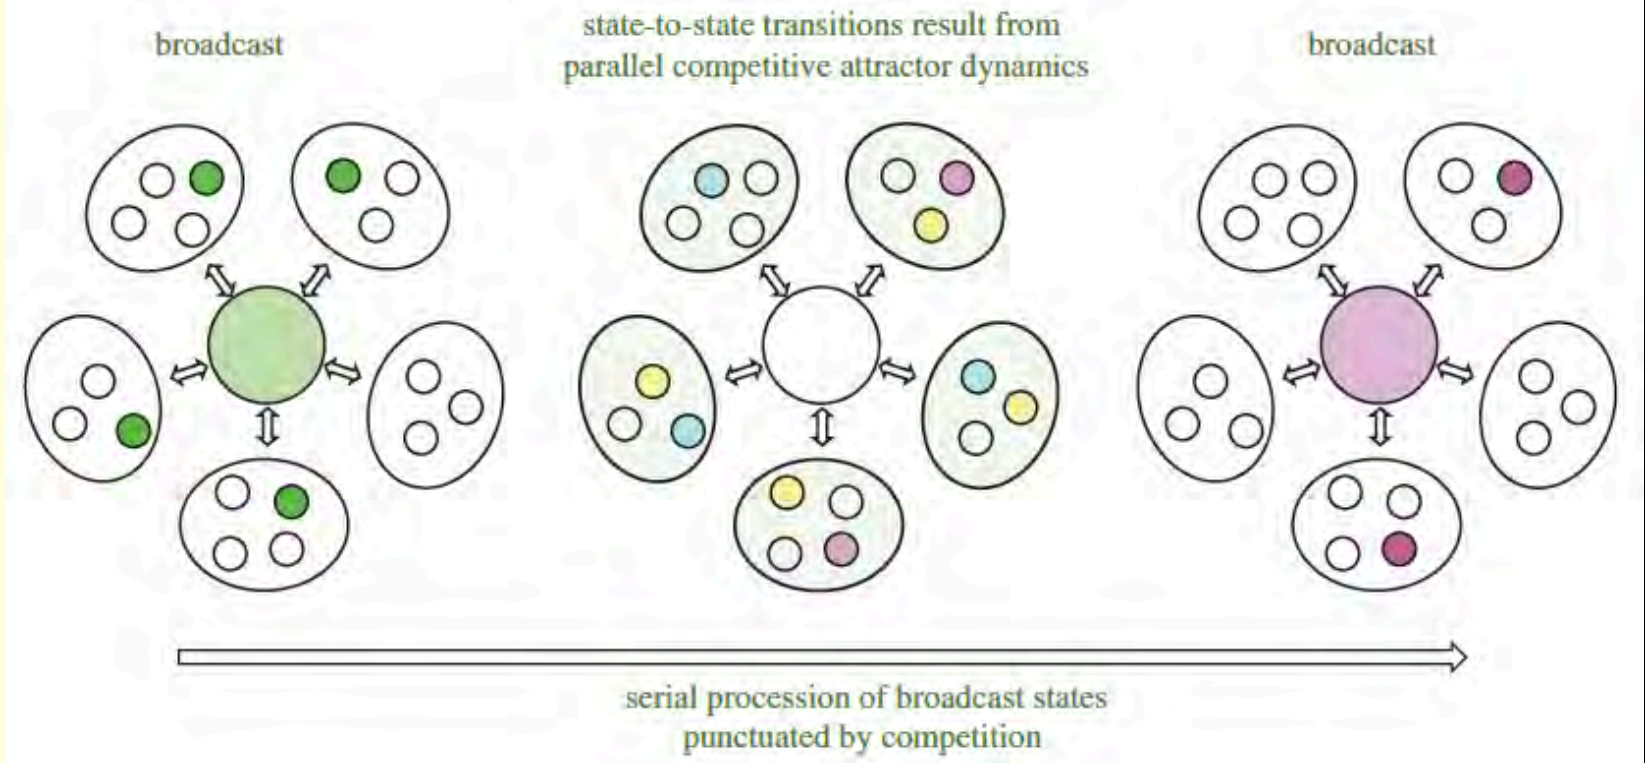 broadcast
state-to-state transitions result from
parallel competitive attractor dynamics
broadcast
serial procession of broadcast states
punctuated by competition